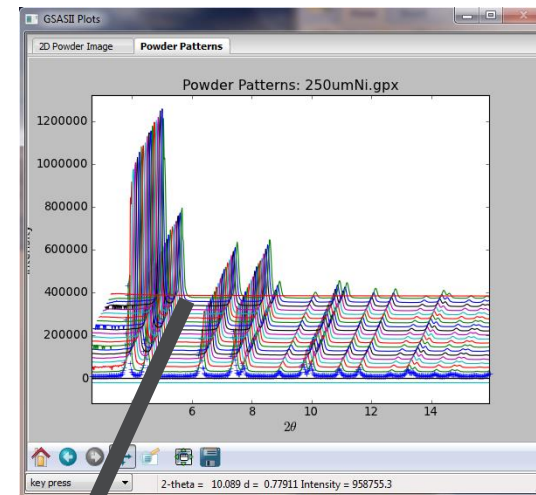 GSASII Plots
2D Powder Image Powder Patterns
Powder Patterns: 250umNi.gpx
1200000
1000000
800000
600000
400000
200000
0
6 8 10 12 14
2θ
key press 2-theta = 10.089 d = 0.77911 Intensity = 958755.3